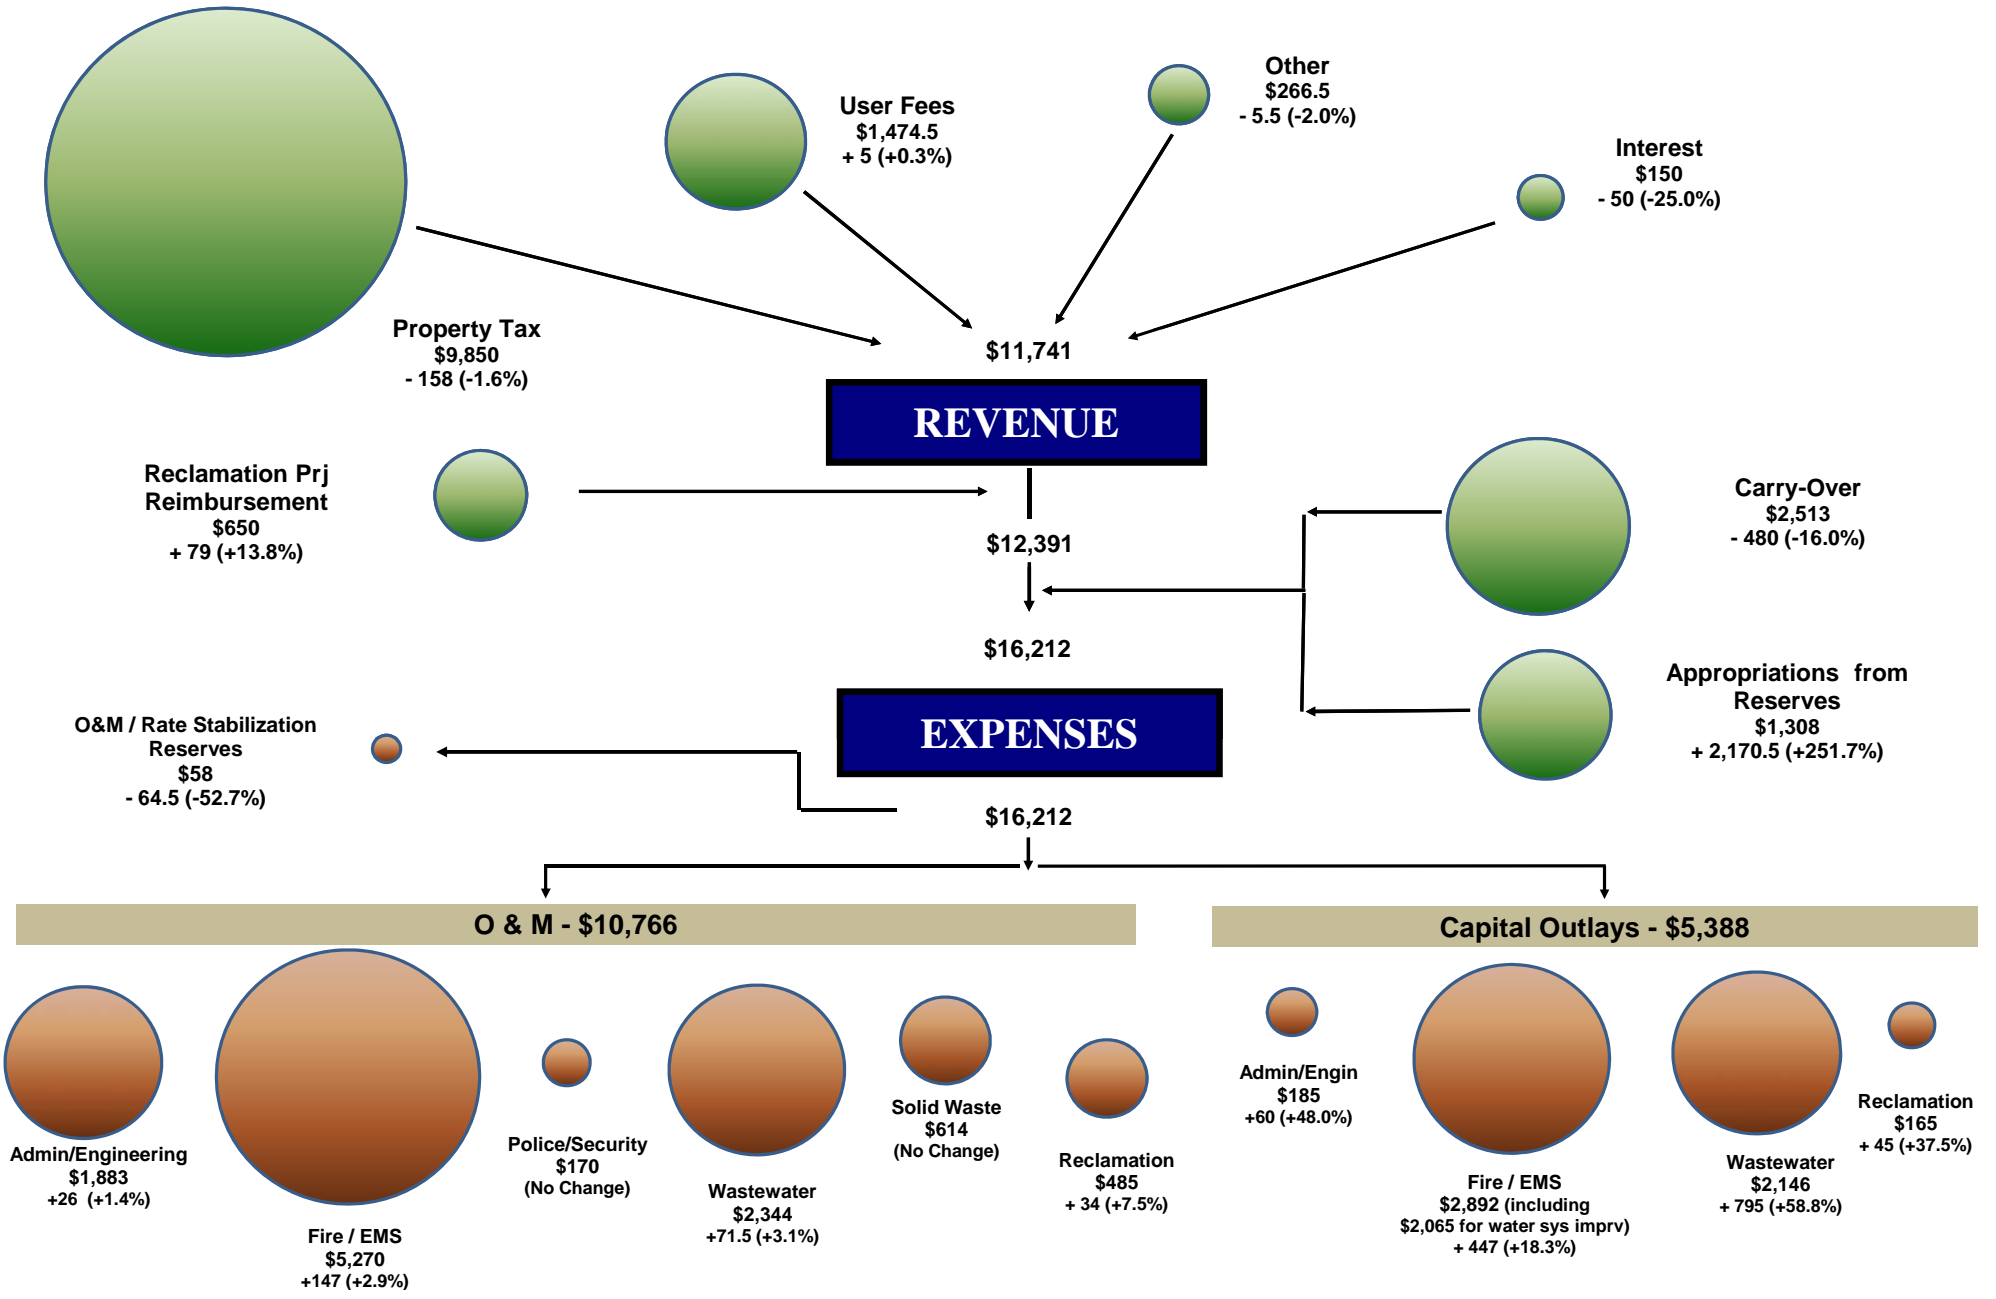 Other
$266.5
- 5.5 (-2.0%)
User Fees
$1,474.5
+ 5 (+0.3%)
Interest
$150
- 50 (-25.0%)
Property Tax
$9,850
- 158 (-1.6%)
$11,741
REVENUE
Reclamation Prj
Reimbursement
$650
+ 79 (+13.8%)
Carry-Over
$2,513
- 480 (-16.0%)
$12,391
$16,212
Appropriations from
Reserves
$1,308
+ 2,170.5 (+251.7%)
EXPENSES
O&M / Rate Stabilization
Reserves
$58
- 64.5 (-52.7%)
$16,212
O & M - $10,766
Capital Outlays - $5,388
Admin/Engineering
$1,883
+26 (+1.4%)
Fire / EMS
$5,270
+147 (+2.9%)
Police/Security
$170
(No Change)
Wastewater
$2,344
+71.5 (+3.1%)
Solid Waste
$614
(No Change)
Reclamation
$485
+ 34 (+7.5%)
Admin/Engin
$185
+60 (+48.0%)
Fire / EMS
$2,892 (including
$2,065 for water sys imprv)
+ 447 (+18.3%)
Wastewater
$2,146
+ 795 (+58.8%)
Reclamation
$165
+ 45 (+37.5%)